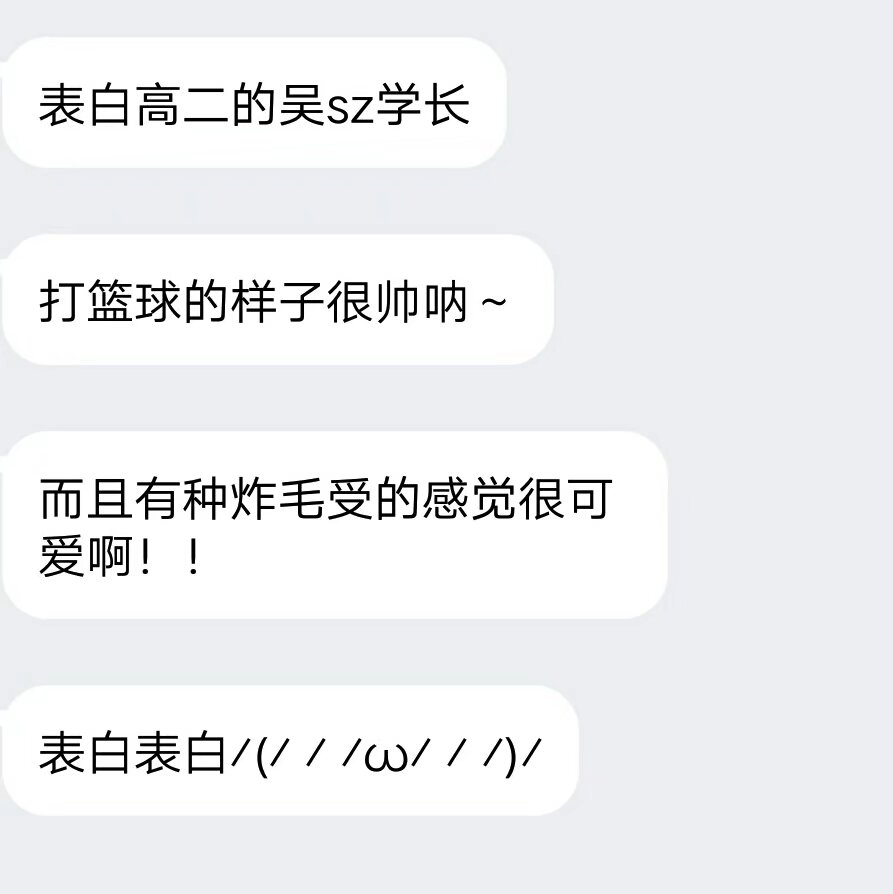 表白高二的吴sz学长
打篮球的样子很帅呐～
而且有种炸毛受的感觉很可
爱啊！！
表白表白⁄(⁄ ⁄ ⁄ω⁄ ⁄ ⁄)⁄